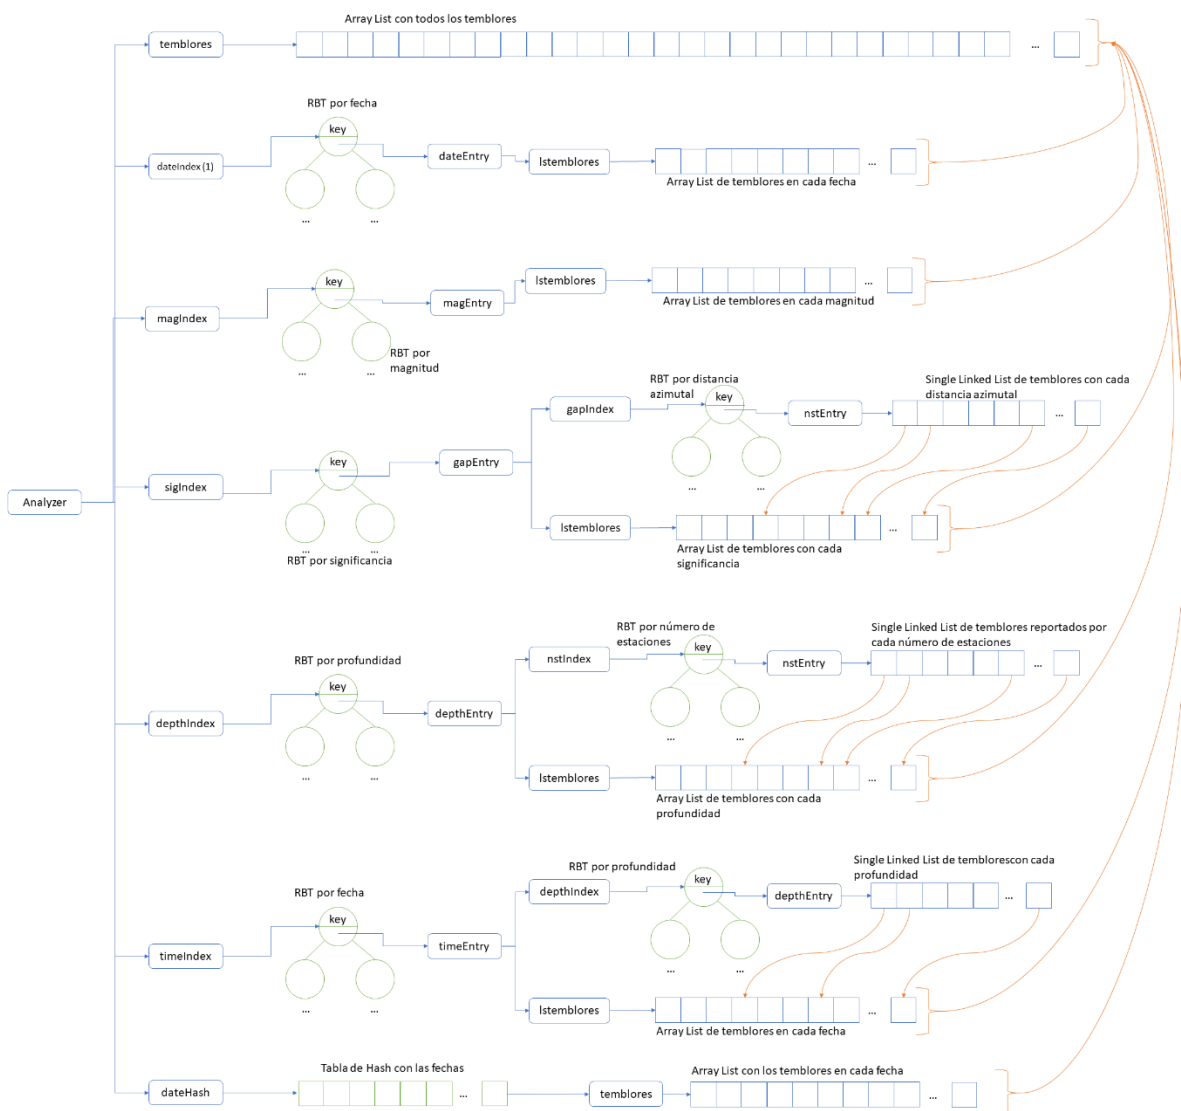 Array List con todos los temblores
temblores
...
RBT por fecha
key
dateIndex (1)
dateEntry
lstemblores
...
Array List de temblores en cada fecha
...
...
key
magIndex
magEntry
lstemblores
...
Array List de temblores en cada magnitud
RBT por
magnitud
...
...
RBT por distancia
azimutal
Single Linked List de temblores con cada
distancia azimutal
gapIndex
key
nstEntry
...
key
sigIndex
gapEntry
...
...
Analyzer
lstemblores
...
Array List de temblores con cada
significancia
...
...
RBT por significancia
RBT por número de
estaciones
Single Linked List de temblores reportados por
cada número de estaciones
nstIndex
key
nstEntry
...
RBT por profundidad
key
depthIndex
depthEntry
...
...
lstemblores
...
Array List de temblores con cada
profundidad
...
...
RBT por profundidad
Single Linked List de temblorescon cada
profundidad
depthIndex
key
depthEntry
...
RBT por fecha
key
timeIndex
timeEntry
...
...
lstemblores
...
Array List de temblores en cada fecha
...
...
Tabla de Hash con las fechas
Array List con los temblores en cada fecha
dateHash
...
temblores
...